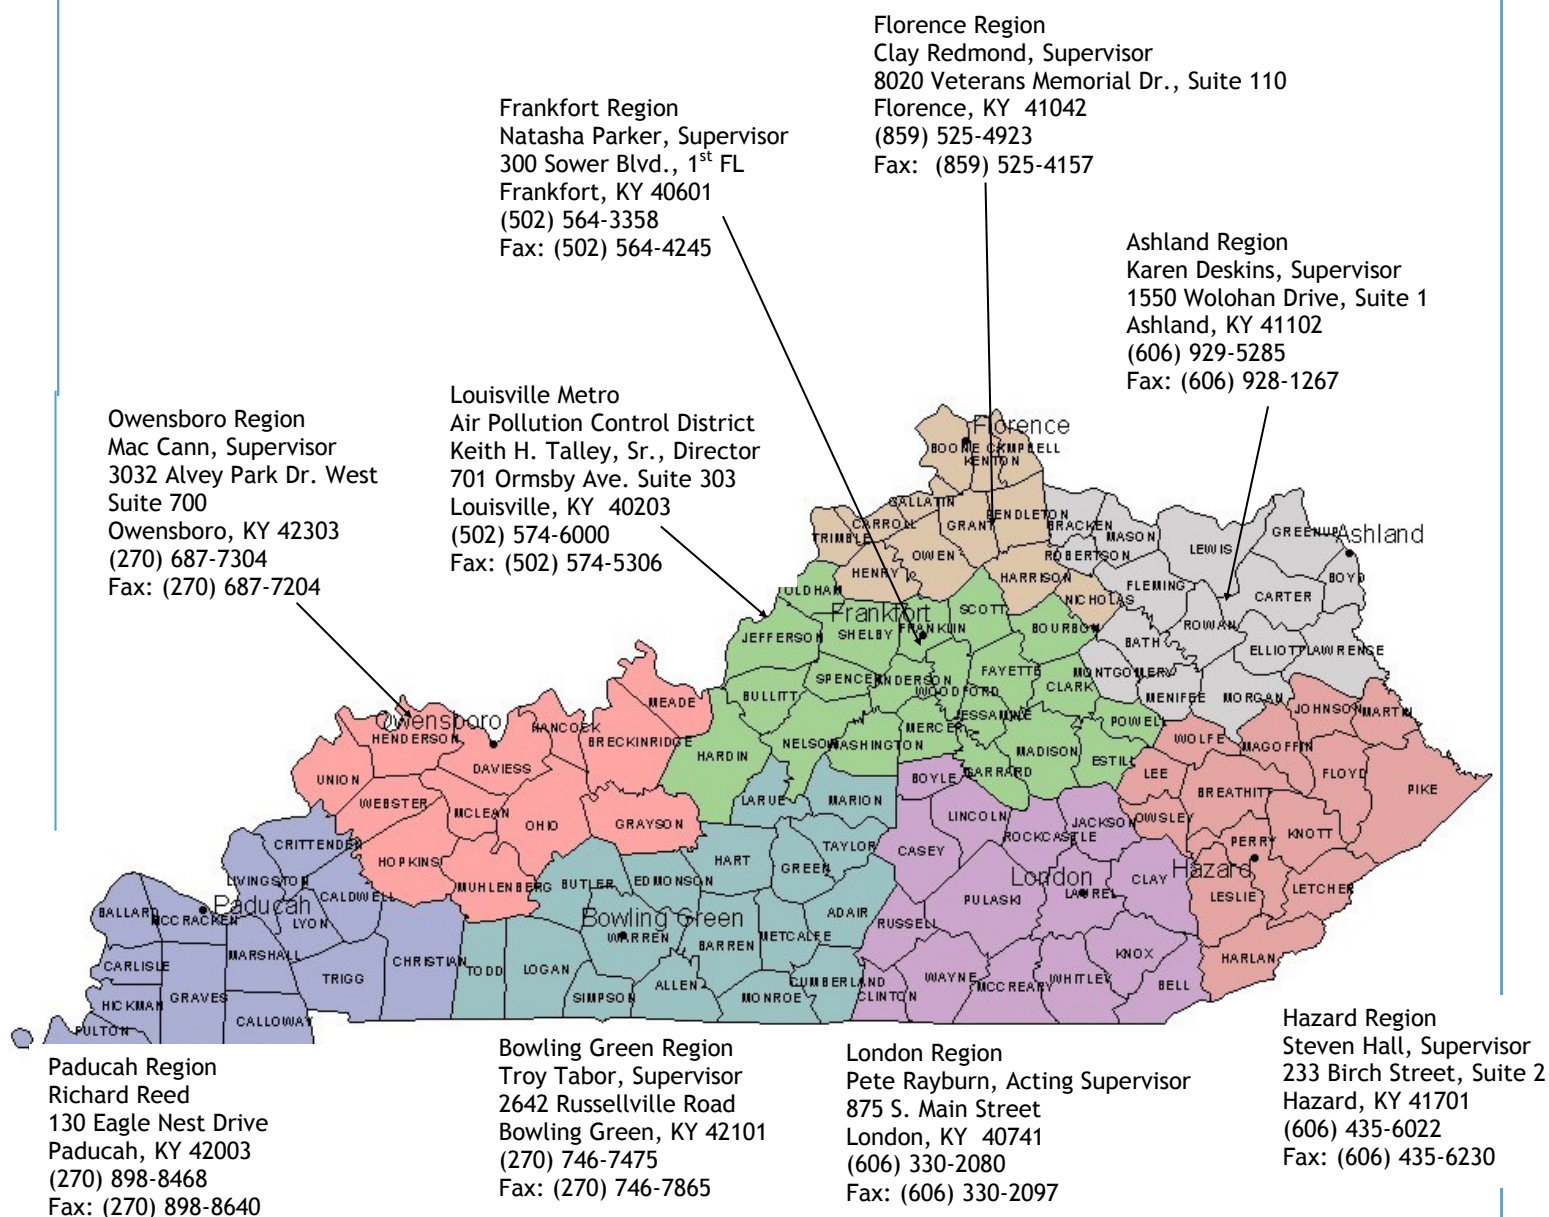 Florence Region
Clay Redmond, Supervisor
8020 Veterans Memorial Dr., Suite 110
Florence, KY  41042
(859) 525-4923
Fax:  (859) 525-4157
Frankfort Region
Natasha Parker, Supervisor
300 Sower Blvd., 1st FL
Frankfort, KY 40601
(502) 564-3358
Fax: (502) 564-4245
Ashland Region
Karen Deskins, Supervisor
1550 Wolohan Drive, Suite 1
Ashland, KY 41102
(606) 929-5285
Fax: (606) 928-1267
Louisville Metro
Air Pollution Control District
Keith H. Talley, Sr., Director
701 Ormsby Ave. Suite 303
Louisville, KY  40203
(502) 574-6000
Fax: (502) 574-5306
Owensboro Region
Mac Cann, Supervisor
3032 Alvey Park Dr. West
Suite 700
Owensboro, KY 42303
(270) 687-7304
Fax: (270) 687-7204
Florence
BOONE
CAMPBELL
KENTON
GALLATIN
CARROLL
TRIMBLE
GRANT
PENDLETON
OWEN
HENRY
HARRISON
NICHOLAS
BRACKEN
MASON
ROBERTSON
LEWIS
GREENUP
Ashland
BOYD
FLEMING
CARTER
ROWAN
BATH
ELLIOTT
LAWRENCE
MONTGOMERY
MENIFEE
MORGAN
OLDHAM
Frankfort
SCOTT
JEFFERSON
SHELBY
FRANKLIN
BOURBON
SPENCER
ANDERSON
WOODFORD
FAYETTE
CLARK
BULLITT
MERCER
JESSAMINE
POWELL
NELSON
WASHINGTON
HARDIN
MADISON
ESTILL
GARRARD
MEADE
Owensboro
HANCOCK
BRECKINRIDGE
HENDERSON
DAVIESS
UNION
WEBSTER
MCLEAN
OHIO
GRAYSON
HOPKINS
MUHLENBERG
JOHNSON
MARTIN
WOLFE
MAGOFFIN
LEE
FLOYD
BREATHITT
PIKE
OWSLEY
PERRY
KNOTT
Hazard
LESLIE
LETCHER
HARLAN
BOYLE
LINCOLN
ROCKCASTLE
JACKSON
CASEY
London
LAUREL
CLAY
PULASKI
RUSSELL
KNOX
WAYNE
MCCREARY
WHITLEY
BELL
CLINTON
LARUE
MARION
TAYLOR
HART
GREEN
BUTLER
EDMONSON
ADAIR
Bowling Green
WARREN
BARREN
METCALFE
TODD
LOGAN
SIMPSON
ALLEN
MONROE
CUMBERLAND
CRITTENDEN
LIVINGSTON
CALDWELL
Paducah
BALLARD
MCCRACKEN
LYON
MARSHALL
CARLISLE
TRIGG
CHRISTIAN
HICKMAN
GRAVES
FULTON
CALLOWAY
Paducah Region
Richard Reed
130 Eagle Nest Drive
Paducah, KY 42003
(270) 898-8468
Fax: (270) 898-8640
Bowling Green Region
Troy Tabor, Supervisor
2642 Russellville Road
Bowling Green, KY 42101
(270) 746-7475
Fax: (270) 746-7865
London Region
Pete Rayburn, Acting Supervisor
875 S. Main Street
London, KY  40741
(606) 330-2080
Fax: (606) 330-2097
Hazard Region
Steven Hall, Supervisor
233 Birch Street, Suite 2
Hazard, KY 41701
(606) 435-6022
Fax: (606) 435-6230